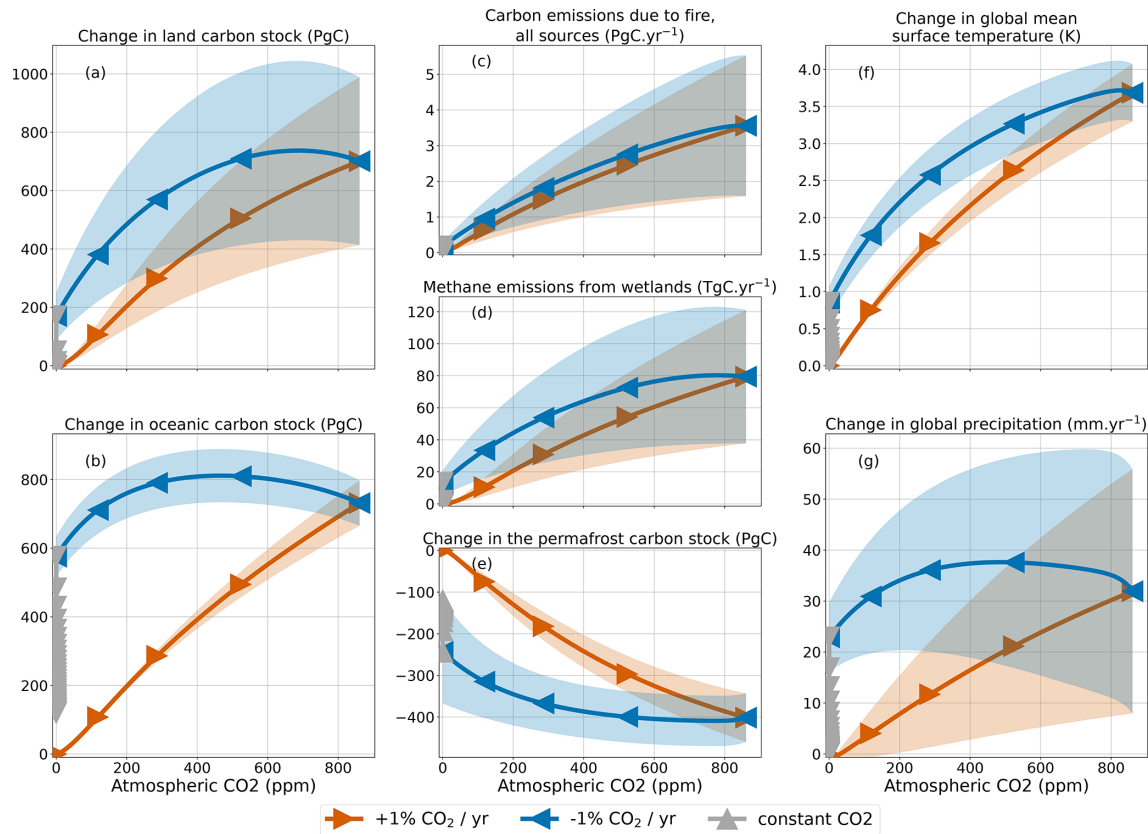 Change in land carbon stock (PgC)
(a)
1000
800
600
400
200
0
Change in oceanic carbon stock (PgC)
(b)
800
600
400
200
0
0 200 400 600 800
Atmospheric CO2 (ppm)
Carbon emissions due to fire,
all sources (PgC.yr⁻¹)
(c)
5
4
3
2
1
0
Methane emissions from wetlands (TgC.yr⁻¹)
(d)
120
100
80
60
40
20
0
Change in the permafrost carbon stock (PgC)
(e)
0
−100
−200
−300
−400
0 200 400 600 800
Atmospheric CO2 (ppm)
Change in global mean
surface temperature (K)
(f)
4.0
3.5
3.0
2.5
2.0
1.5
1.0
0.5
0.0
Change in global precipitation (mm.yr⁻¹)
(g)
60
50
40
30
20
10
0
0 200 400 600 800
Atmospheric CO2 (ppm)
+1% CO₂ / yr -1% CO₂ / yr constant CO2